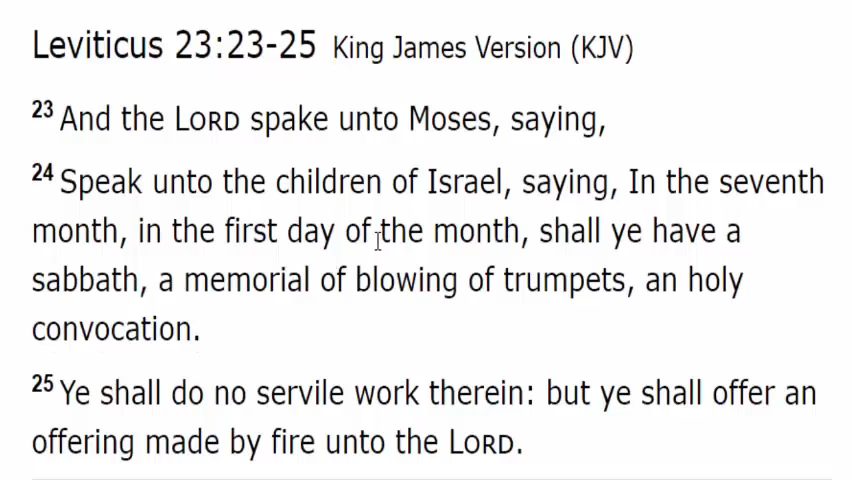 Leviticus 23:23-25 King James Version (KJV)
23 And the LORD spake unto Moses, saying,
24 Speak unto the children of Israel, saying, In the seventh
month, in the first day of the month, shall ye have a
sabbath, a memorial of blowing of trumpets, an holy
convocation.
25 Ye shall do no servile work therein: but ye shall offer an
offering made by fire unto the LORD.